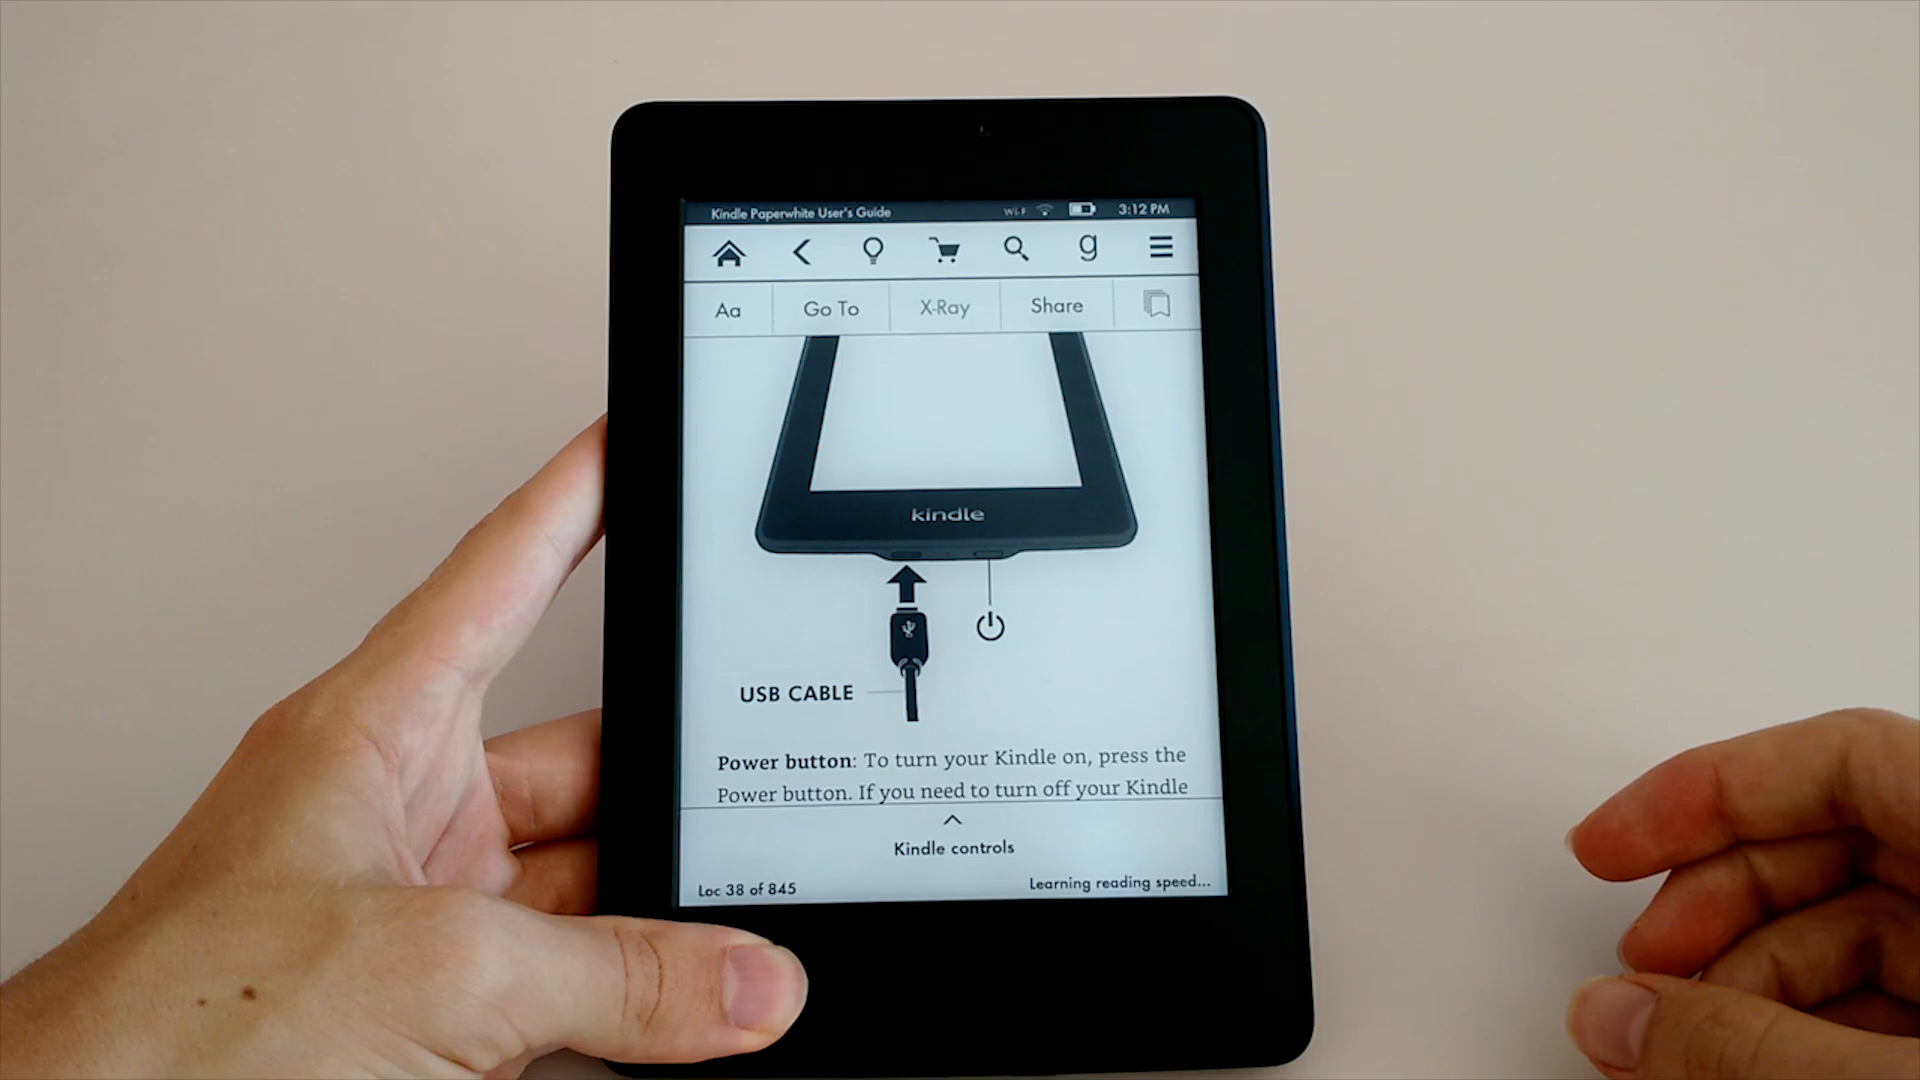 Kindle Paperwhite User's Guide WI-F 3:12 PM
g
Aa Go To X-Ray Share
kindle
USB CABLE
Power button: To turn your Kindle on, press the
Power button. If you need to turn off your Kindle
Kindle controls
Loc 38 of 845 Learning reading speed...